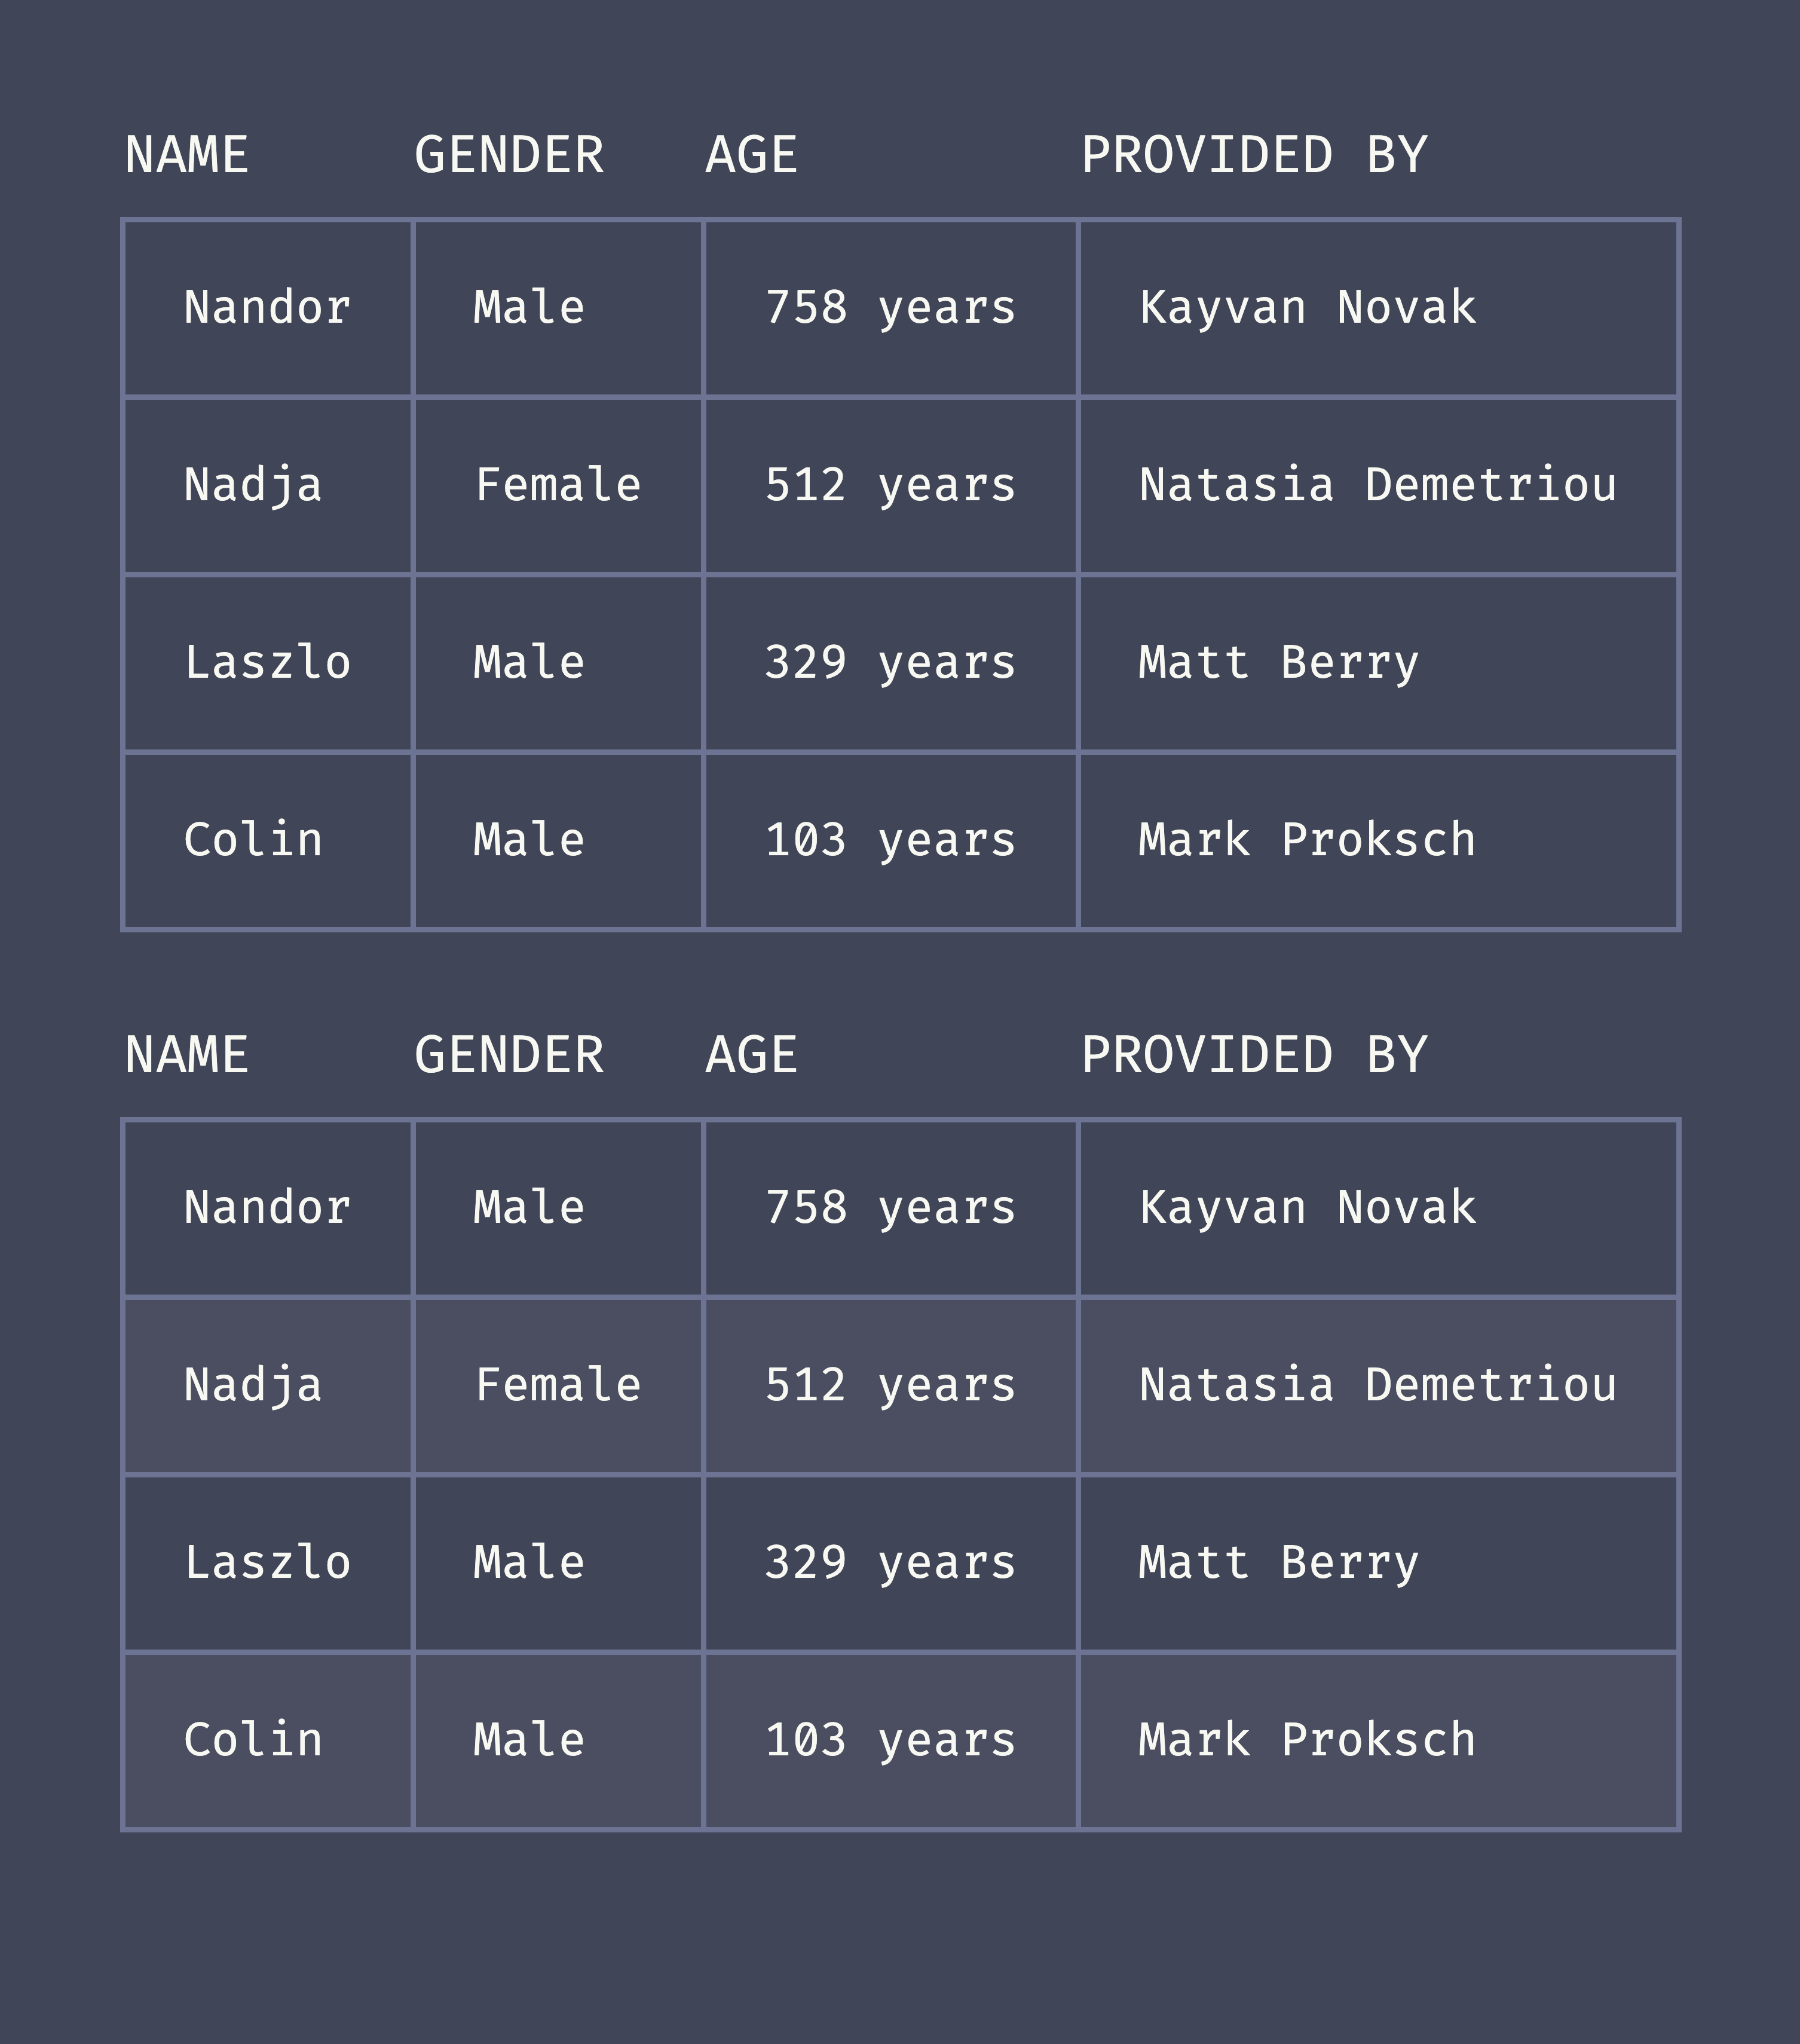 NAME GENDER AGE PROVIDED BY
Nandor Male 758 years Kayvan Novak
Nadja Female 512 years Natasia Demetriou
Laszlo Male 329 years Matt Berry
Colin Male 103 years Mark Proksch
NAME GENDER AGE PROVIDED BY
Nandor Male 758 years Kayvan Novak
Nadja Female 512 years Natasia Demetriou
Laszlo Male 329 years Matt Berry
Colin Male 103 years Mark Proksch